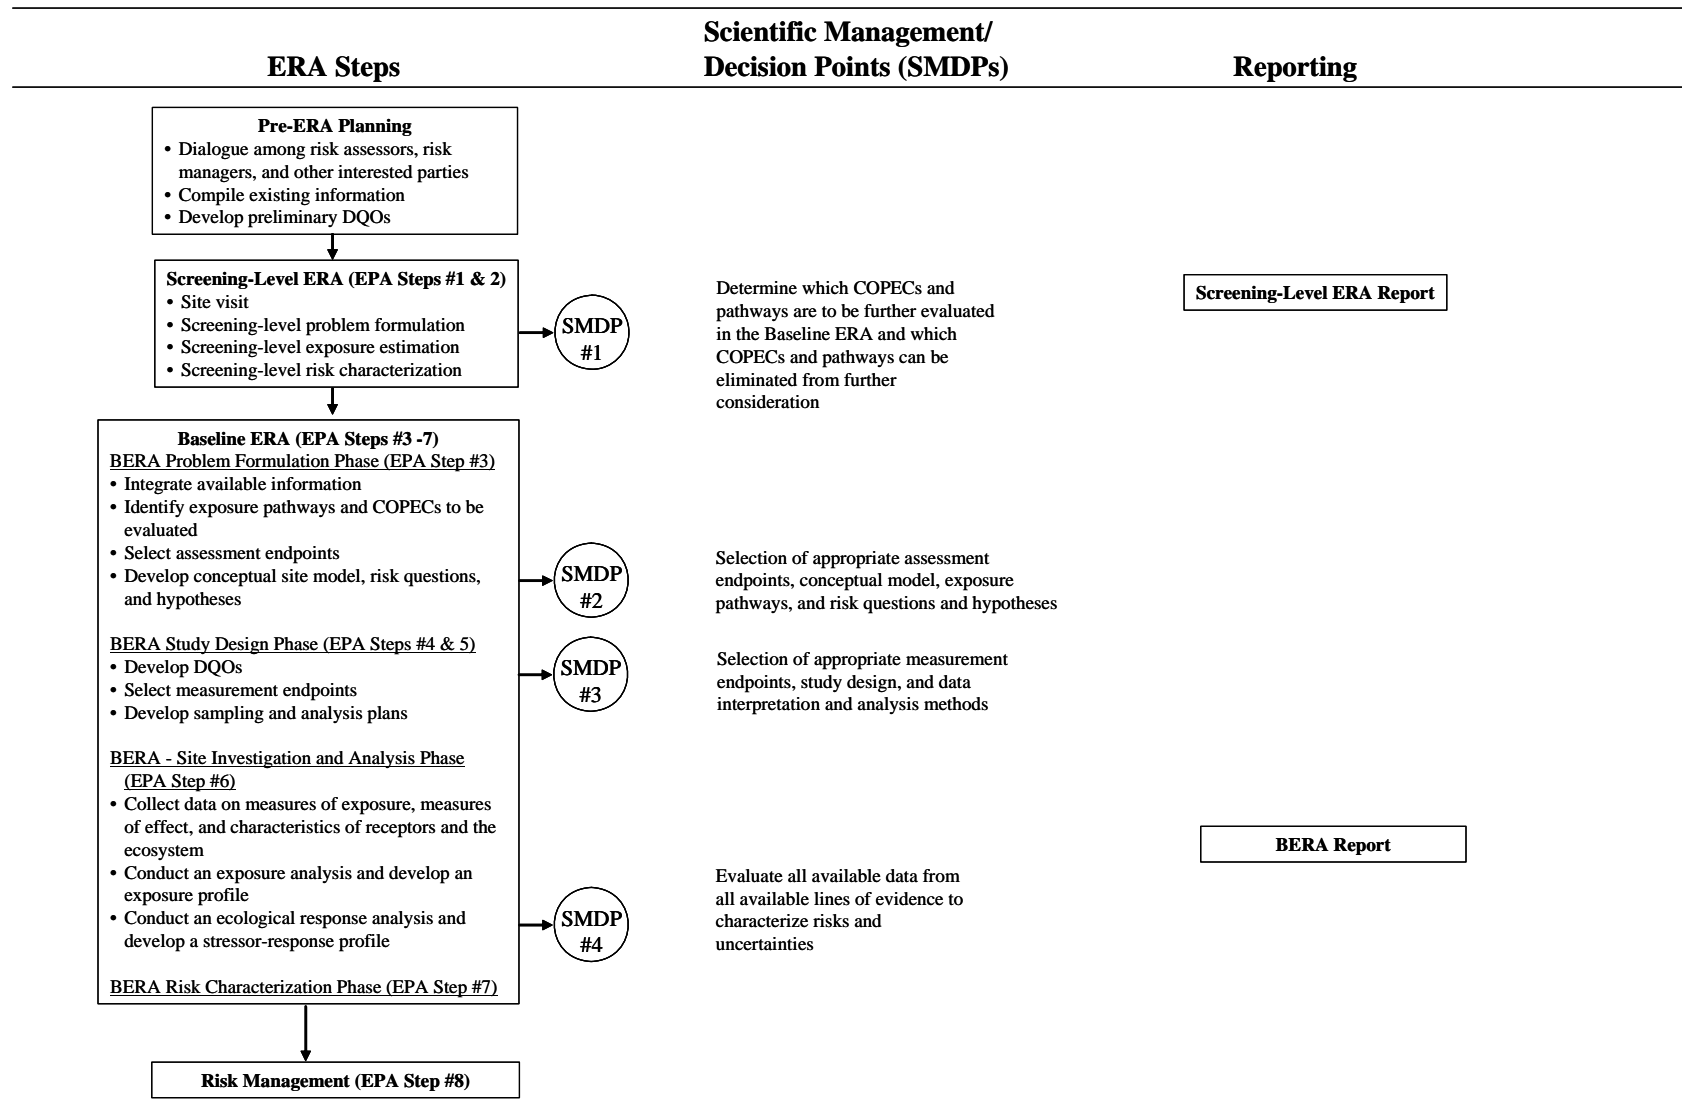 Scientific Management/
ERA Steps
Decision Points (SMDPs)
Reporting
Pre-ERA Planning
• Dialogue among risk assessors, risk
managers, and other interested parties
• Compile existing information
• Develop preliminary DQOs
Screening-Level ERA (EPA Steps #1 & 2)
• Site visit
• Screening-level problem formulation
• Screening-level exposure estimation
• Screening-level risk characterization
SMDP
#1
Determine which COPECs and
pathways are to be further evaluated
in the Baseline ERA and which
COPECs and pathways can be
eliminated from further
consideration
Screening-Level ERA Report
Baseline ERA (EPA Steps #3 -7)
BERA Problem Formulation Phase (EPA Step #3)
• Integrate available information
• Identify exposure pathways and COPECs to be
evaluated
• Select assessment endpoints
• Develop conceptual site model, risk questions,
and hypotheses
SMDP
#2
Selection of appropriate assessment
endpoints, conceptual model, exposure
pathways, and risk questions and hypotheses
BERA Study Design Phase (EPA Steps #4 & 5)
• Develop DQOs
• Select measurement endpoints
• Develop sampling and analysis plans
SMDP
#3
Selection of appropriate measurement
endpoints, study design, and data
interpretation and analysis methods
BERA - Site Investigation and Analysis Phase
(EPA Step #6)
• Collect data on measures of exposure, measures
of effect, and characteristics of receptors and the
ecosystem
• Conduct an exposure analysis and develop an
exposure profile
• Conduct an ecological response analysis and
develop a stressor-response profile
SMDP
#4
Evaluate all available data from
all available lines of evidence to
characterize risks and
uncertainties
BERA Report
BERA Risk Characterization Phase (EPA Step #7)
Risk Management (EPA Step #8)